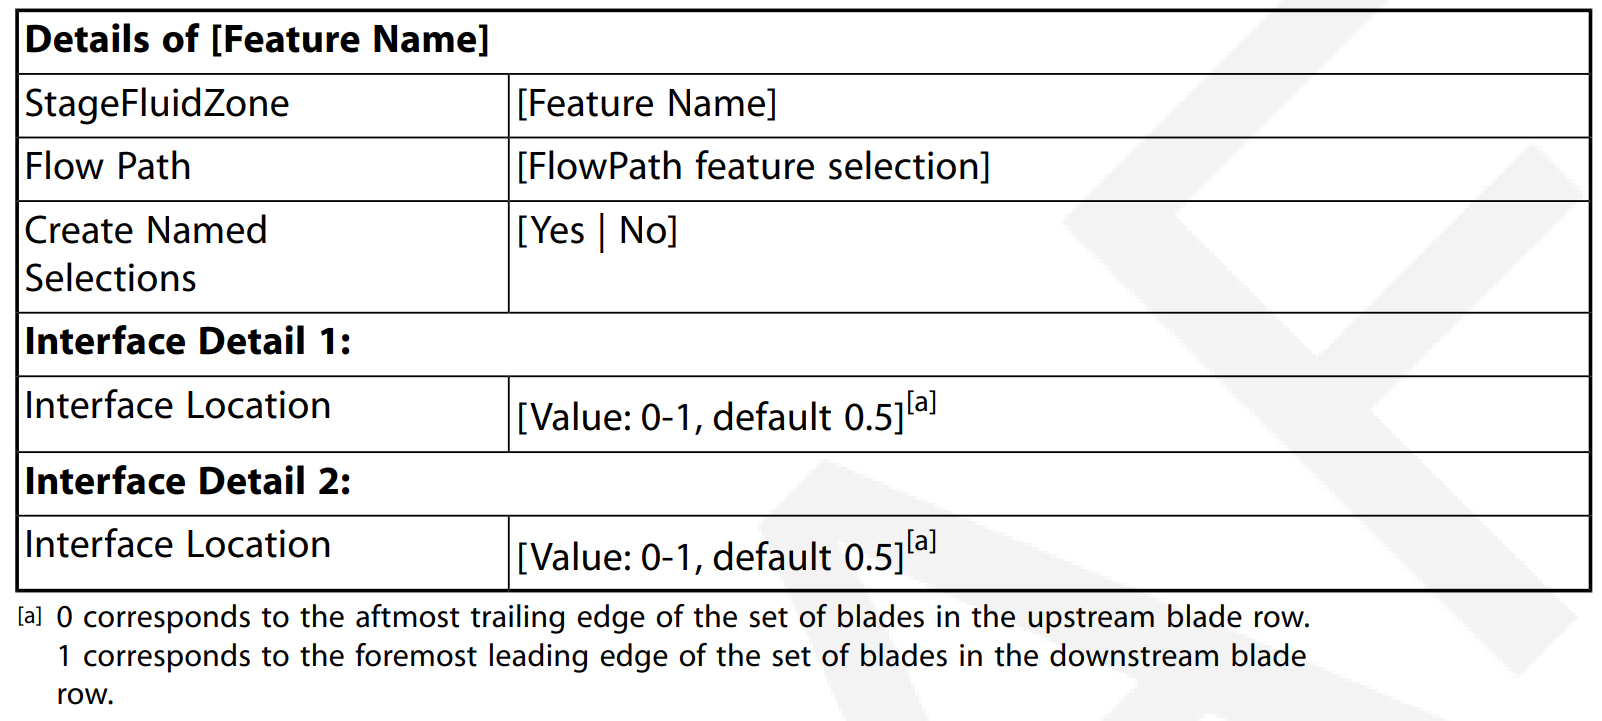 Details of [Feature Name]
StageFluidZone [Feature Name]
Flow Path [FlowPath feature selection]
Create Named [Yes | No]
Selections
Interface Detail 1:
Interface Location [Value: 0-1, default 0.5][a]
Interface Detail 2:
Interface Location [Value: 0-1, default 0.5][a]
[a] 0 corresponds to the aftmost trailing edge of the set of blades in the upstream blade row.
1 corresponds to the foremost leading edge of the set of blades in the downstream blade
row.